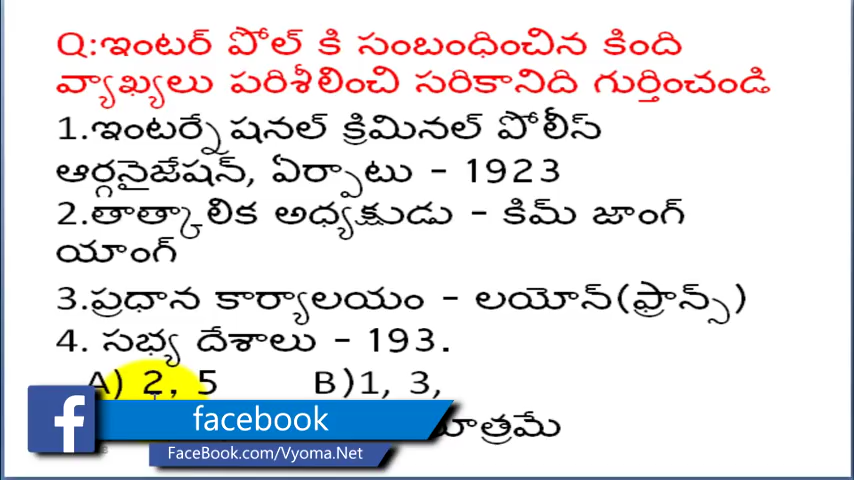 Q:ఇంటర్ పోల్ కి సంబంధించిన కింది
వ్యాఖ్యలు పరిశీలించి సరికానిది గుర్తించండి
1.ఇంటర్నేషనల్ క్రిమినల్ పోలీస్
ఆర్గనైజేషన్, ఏర్పాటు - 1923
2.తాత్కాలిక అధ్యక్షుడు - కిమ్ జాంగ్
యాంగ్
3.ప్రధాన కార్యాలయం - లయోన్(ఫ్రాన్స్)
4. సభ్య దేశాలు - 193.
A) 2, 5 B)1, 3,
facebook
FaceBook.com/Vyoma.Net